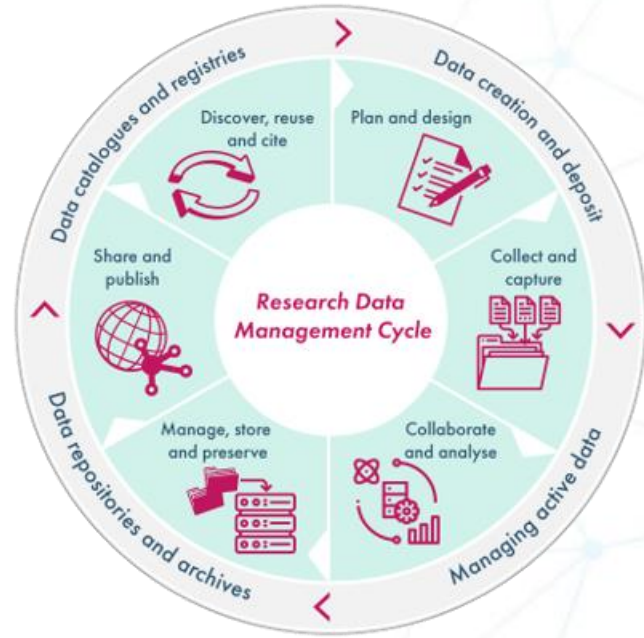 Data catalogues and registries
Data creation and deposit
Discover, reuse
and cite
Plan and design
Share and
publish
Collect and
capture
Research Data
Management Cycle
Manage, store
and preserve
Collaborate
and analyse
Data repositories and archives
Managing active data